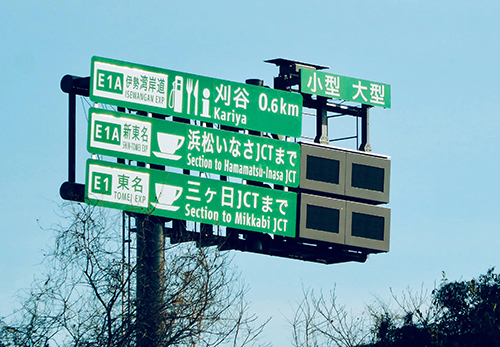 小型 大型
E1A 伊勢湾岸道 刈谷 0.6km
ISEWANGAN EXP Kariya
E1A 新東名 浜松いなさJCTまで
SHIN-TOMEI EXP Section to Hamamatsu-Inasa JCT
E1 東名 三ヶ日JCTまで
TOMEI EXP Section to Mikkabi JCT